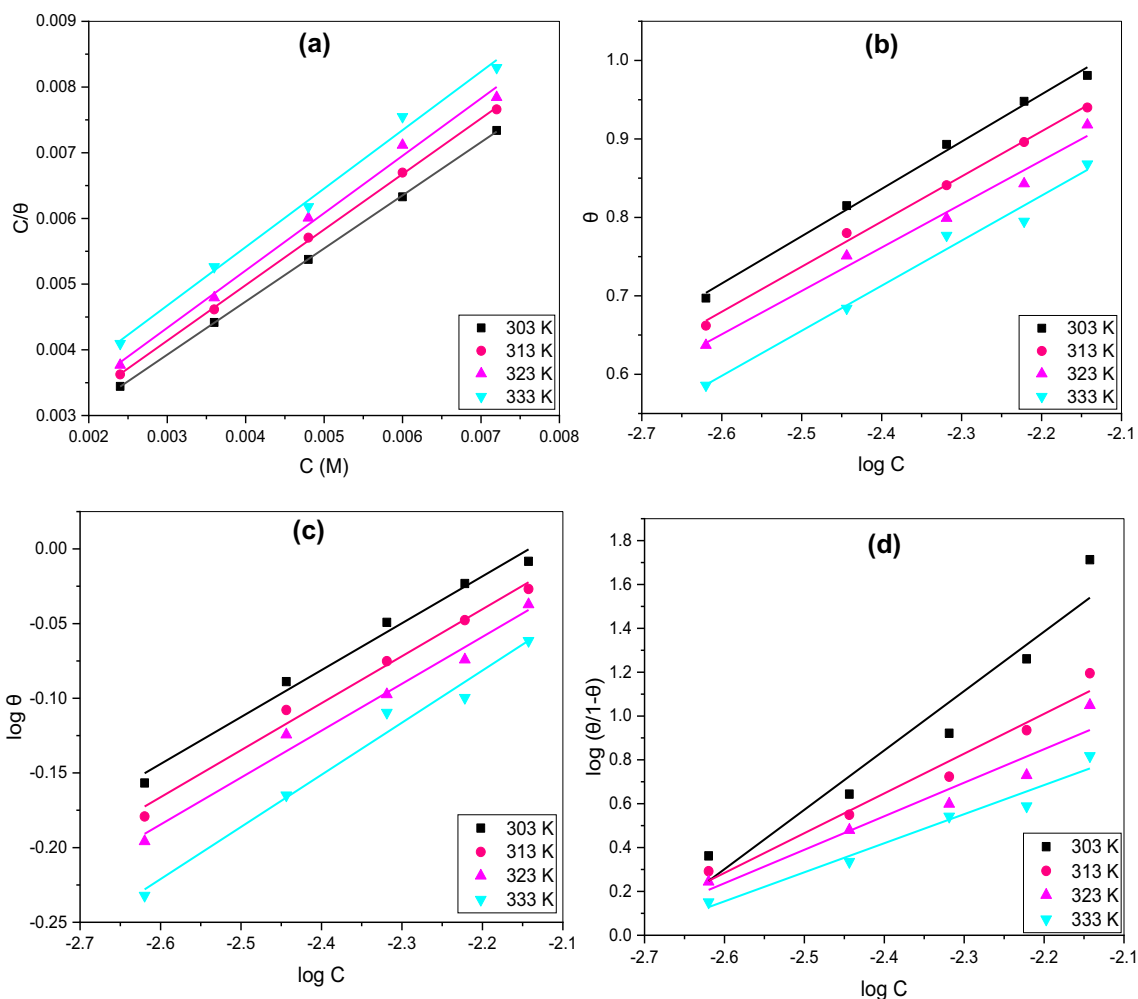 (a)
C/θ
0.009
0.008
0.007
0.006
0.005
0.004
0.003
0.002 0.003 0.004 0.005 0.006 0.007 0.008
C (M)
303 K
313 K
323 K
333 K
(b)
θ
1.0
0.9
0.8
0.7
0.6
-2.7 -2.6 -2.5 -2.4 -2.3 -2.2 -2.1
log C
303 K
313 K
323 K
333 K
(c)
log θ
0.00
-0.05
-0.10
-0.15
-0.20
-0.25
-2.7 -2.6 -2.5 -2.4 -2.3 -2.2 -2.1
log C
303 K
313 K
323 K
333 K
(d)
log (θ/1-θ)
1.8
1.6
1.4
1.2
1.0
0.8
0.6
0.4
0.2
0.0
-2.7 -2.6 -2.5 -2.4 -2.3 -2.2 -2.1
log C
303 K
313 K
323 K
333 K